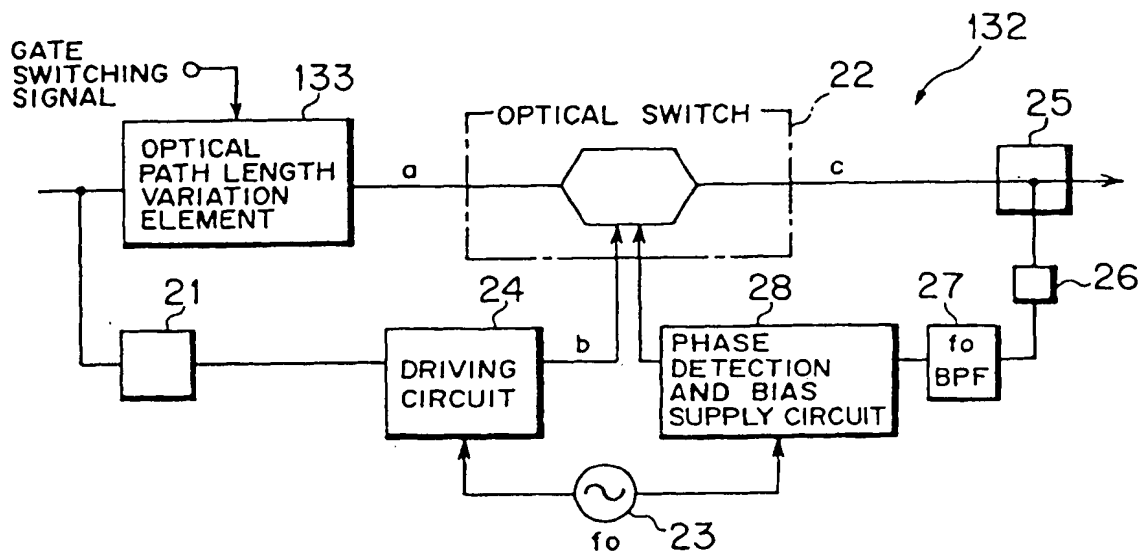 132
GATE
SWITCHING
SIGNAL
133
22
OPTICAL SWITCH
25
OPTICAL
PATH LENGTH
VARIATION
ELEMENT
a
c
21
24
b
28
27
26
DRIVING
CIRCUIT
PHASE
DETECTION
AND BIAS
SUPPLY CIRCUIT
fo
BPF
23
fo